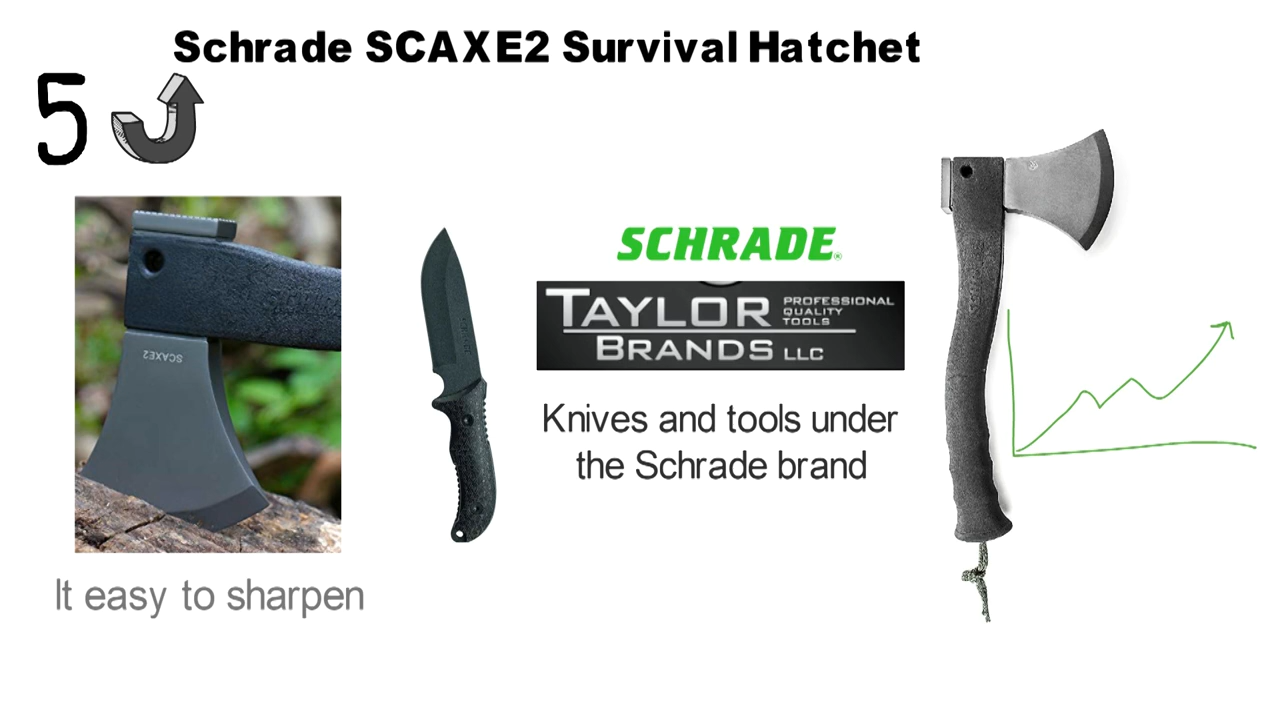 Schrade SCAXE2 Survival Hatchet
5
SCAXE2
It easy to sharpen
SCHRADE®
TAYLOR PROFESSIONAL QUALITY TOOLS
BRANDS LLC
Knives and tools under
the Schrade brand